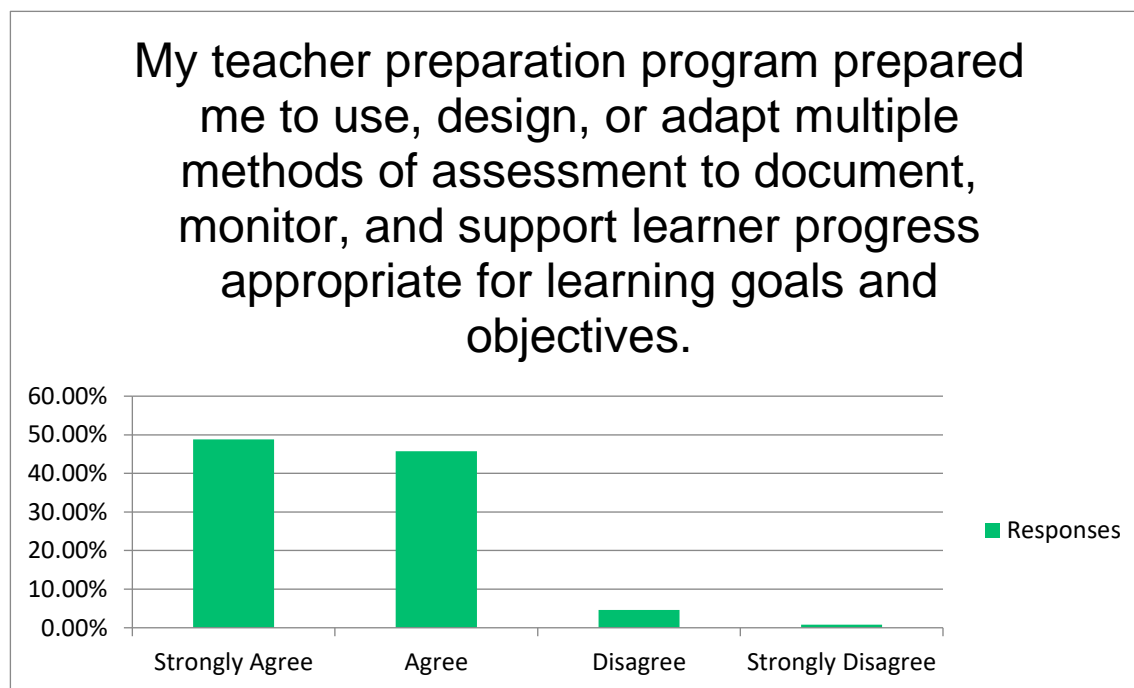 My teacher preparation program prepared
me to use, design, or adapt multiple
methods of assessment to document,
monitor, and support learner progress
appropriate for learning goals and
objectives.
60.00%
50.00%
40.00%
30.00%
20.00%
10.00%
0.00%
Strongly Agree Agree Disagree Strongly Disagree
Responses